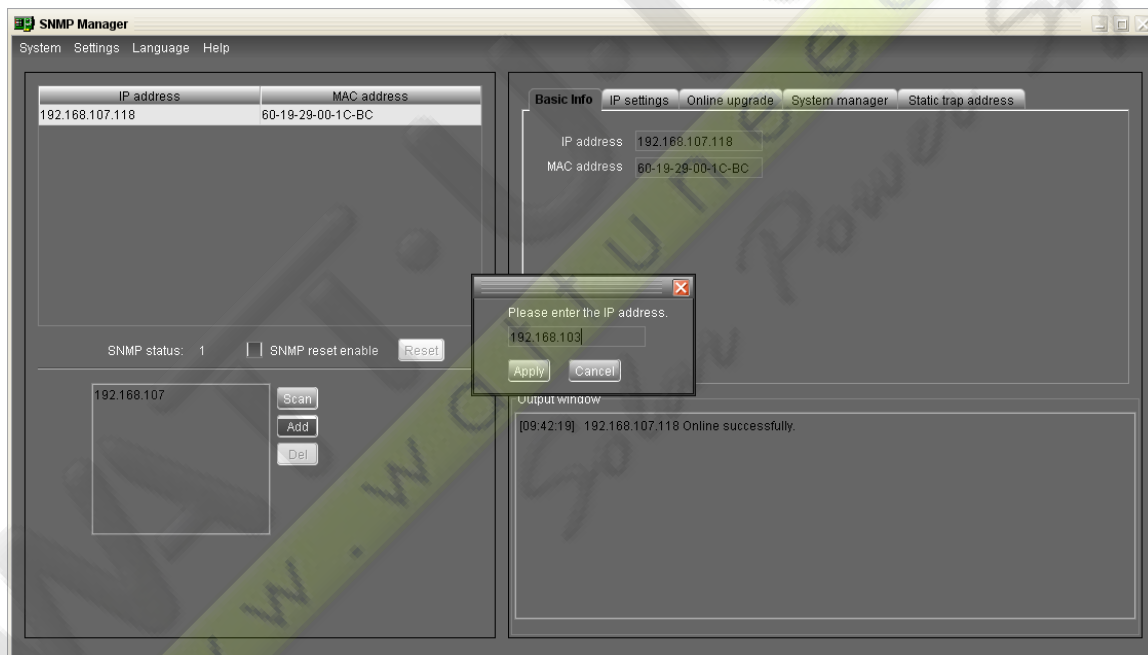 SNMP Manager
System Settings Language Help
IP address MAC address
192.168.107.118 60-19-29-00-1C-BC
SNMP status: 1 SNMP reset enable Reset
192.168.107
Scan
Add
Del
Basic Info IP settings Online upgrade System manager Static trap address
IP address 192.168.107.118
MAC address 60-19-29-00-1C-BC
Please enter the IP address.
192.168.103
Apply Cancel
Output window
[09:42:19] 192.168.107.118 Online successfully.
Solar Power